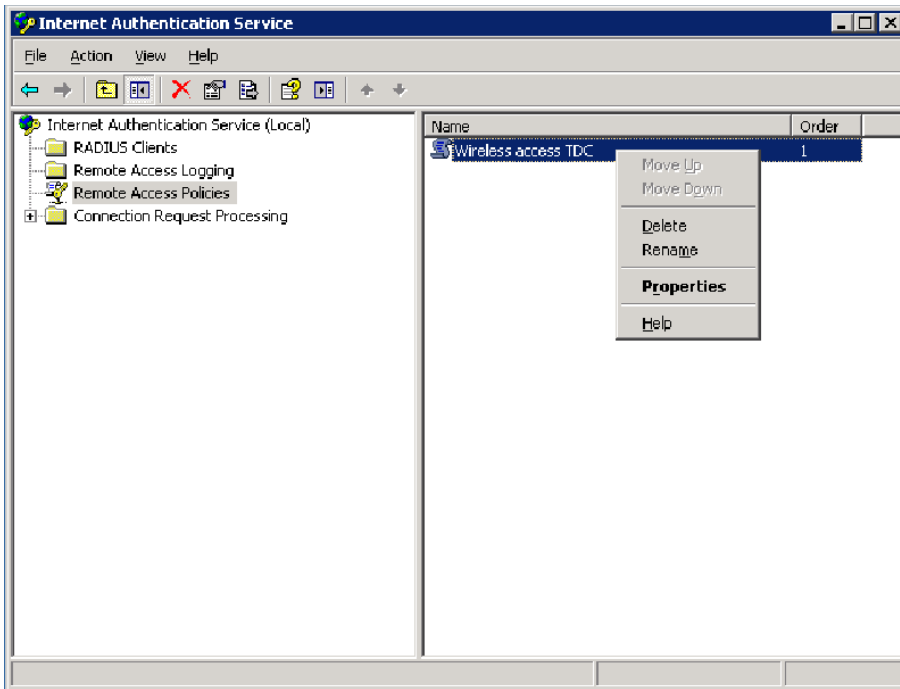 Internet Authentication Service
File Action View Help
Internet Authentication Service (Local)
RADIUS Clients
Remote Access Logging
Remote Access Policies
Connection Request Processing
Name Order
Wireless access TDC 1
Move Up
Move Down
Delete
Rename
Properties
Help